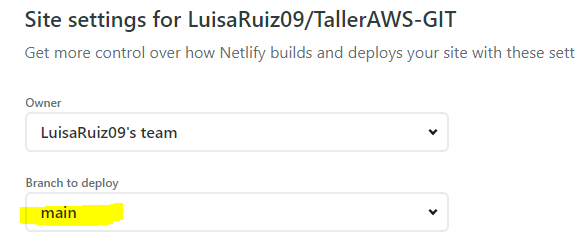 Site settings for LuisaRuiz09/TallerAWS-GIT
Get more control over how Netlify builds and deploys your site with these sett
Owner
LuisaRuiz09's team
Branch to deploy
main